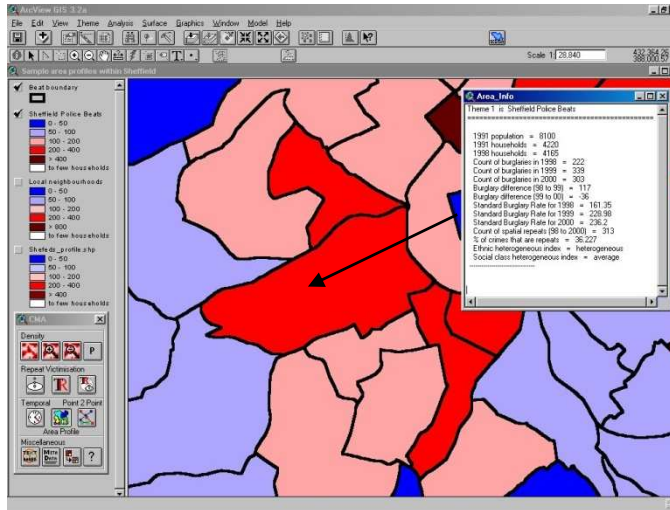 ArcView GIS 3.2a
File Edit View Theme Analysis Surface Graphics Window Model Help
Scale 1: 28,840
432,364.26
388,000.57
Sample area profiles within Sheffield
Beat boundary
Sheffield Police Beats
0 - 50
50 - 100
100 - 200
200 - 400
> 400
to few households
Local neighbourhoods
0 - 50
50 - 100
100 - 200
200 - 400
> 800
to few households
Shefeds_profile.shp
0 - 50
50 - 100
100 - 200
200 - 400
> 400
to few households
CMA
Density
P
Repeat Victimisation
R
R
Temporal Point 2 Point
Area Profile
Miscellaneous
?
Area_Info
Theme 1 is Sheffield Police Beats
1991 population = 8100
1991 households = 4220
1998 households = 4165
Count of burglaries in 1998 = 222
Count of burglaries in 1999 = 339
Count of burglaries in 2000 = 303
Burglary difference (98 to 99) = 117
Burglary difference (99 to 00) = -36
Standard Burglary Rate for 1998 = 161.35
Standard Burglary Rate for 1999 = 228.98
Standard Burglary Rate for 2000 = 236.2
Count of spatial repeats (98 to 2000) = 313
% of crimes that are repeats = 36.227
Ethnic heterogeneous index = heterogeneous
Social class heterogeneous index = average